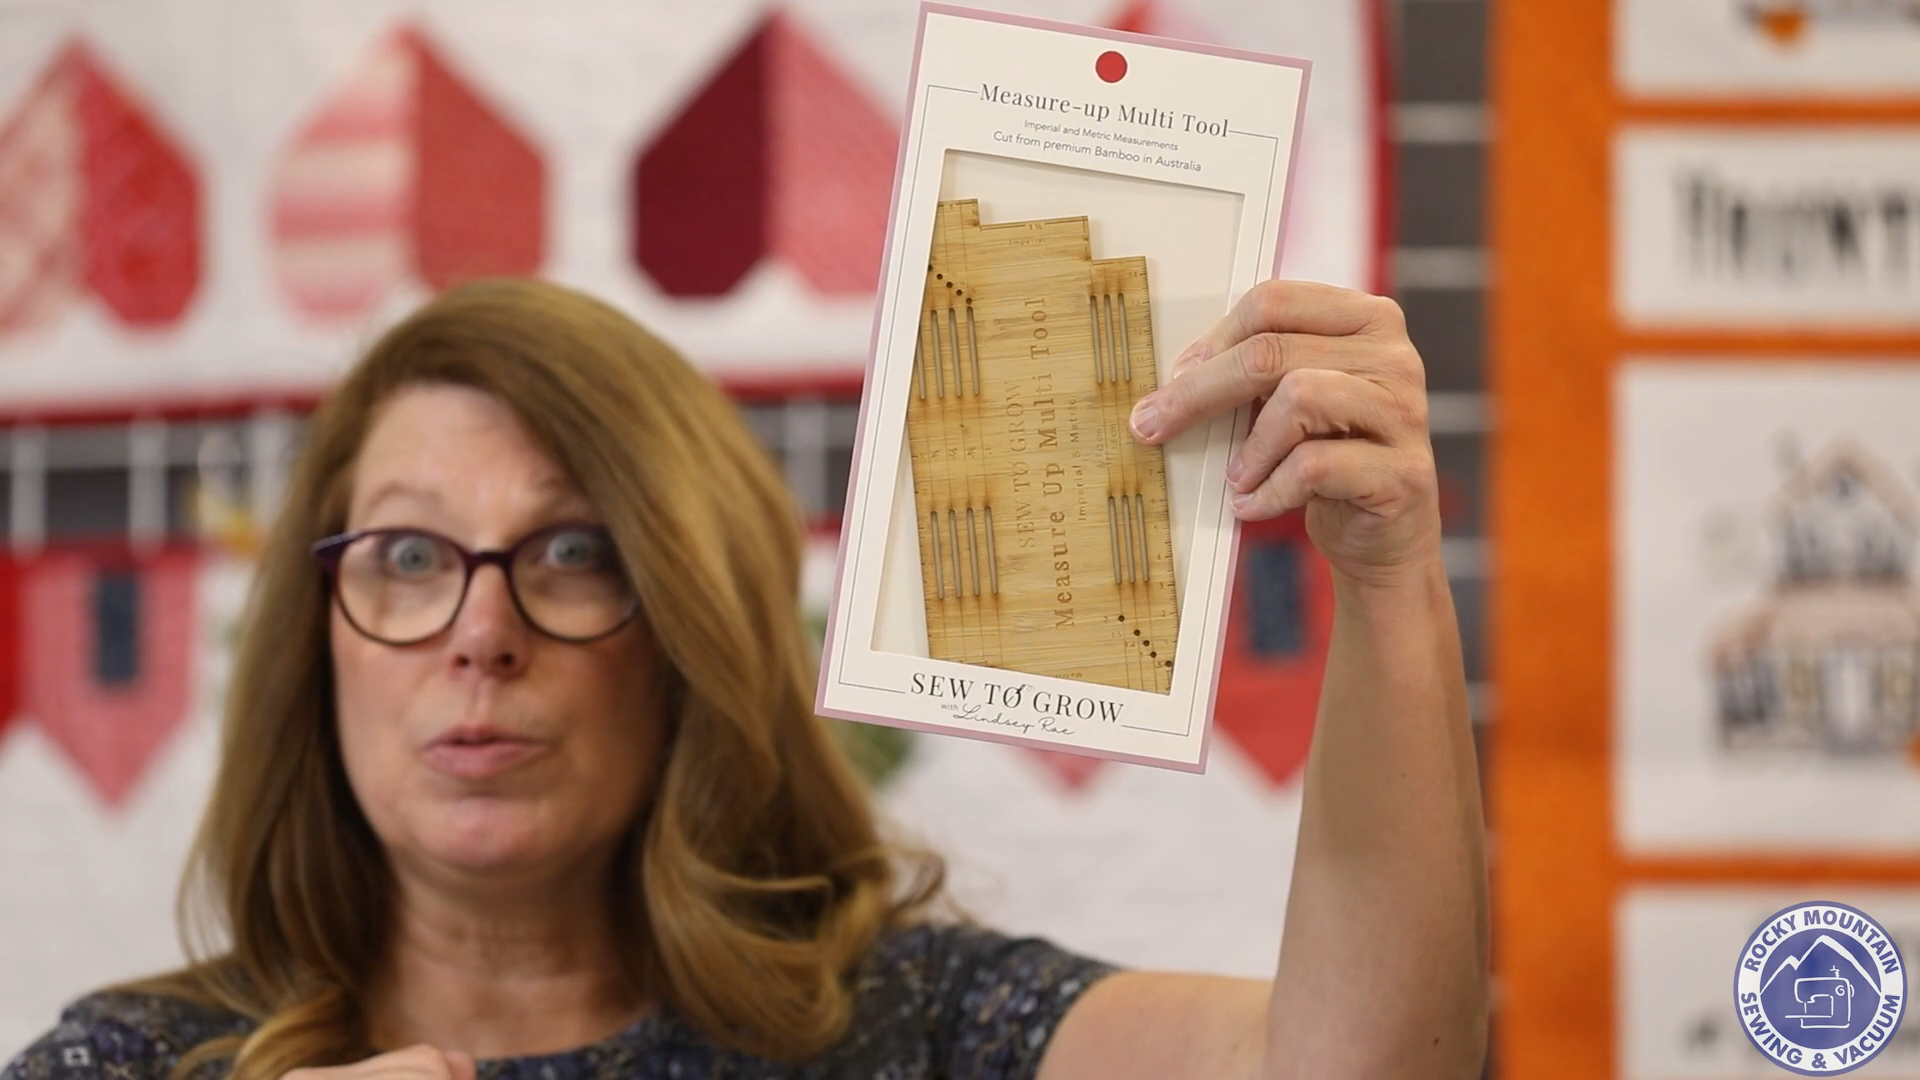 Measure-up Multi Tool
Imperial and Metric Measurements
Cut from premium Bamboo in Australia
Imperial
SEW TO GROW
Measure Up Multi Tool
Imperial & Metric
SEW TO GROW
with Lindsey Rae
ROCKY MOUNTAIN
SEWING & VACUUM